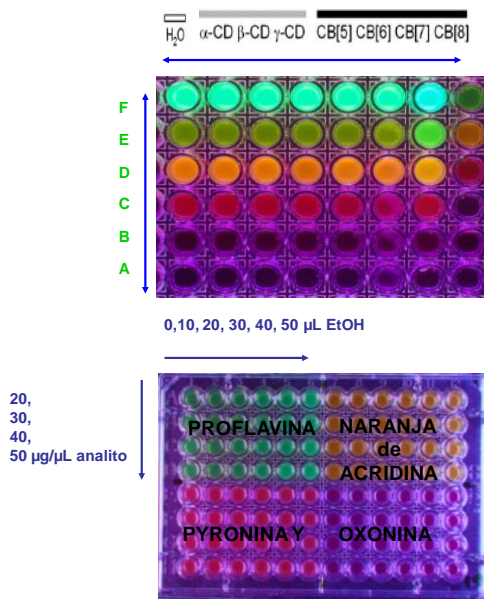 H₂O
α-CD β-CD γ-CD
CB[5] CB[6] CB[7] CB[8]
F
E
D
C
B
A
0,10, 20, 30, 40, 50 µL EtOH
20,
30,
40,
50 µg/µL analito
PROFLAVINA
NARANJA
de
ACRIDINA
PYRONINA Y
OXONINA